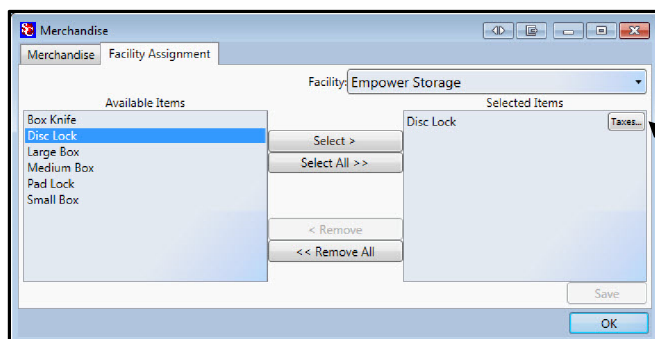 SC Merchandise
Merchandise Facility Assignment
Facility: Empower Storage
Available Items
Selected Items
Box Knife
Disc Lock
Large Box
Medium Box
Pad Lock
Small Box
Select >
Select All >>
< Remove
<< Remove All
Disc Lock Taxes...
Save
OK